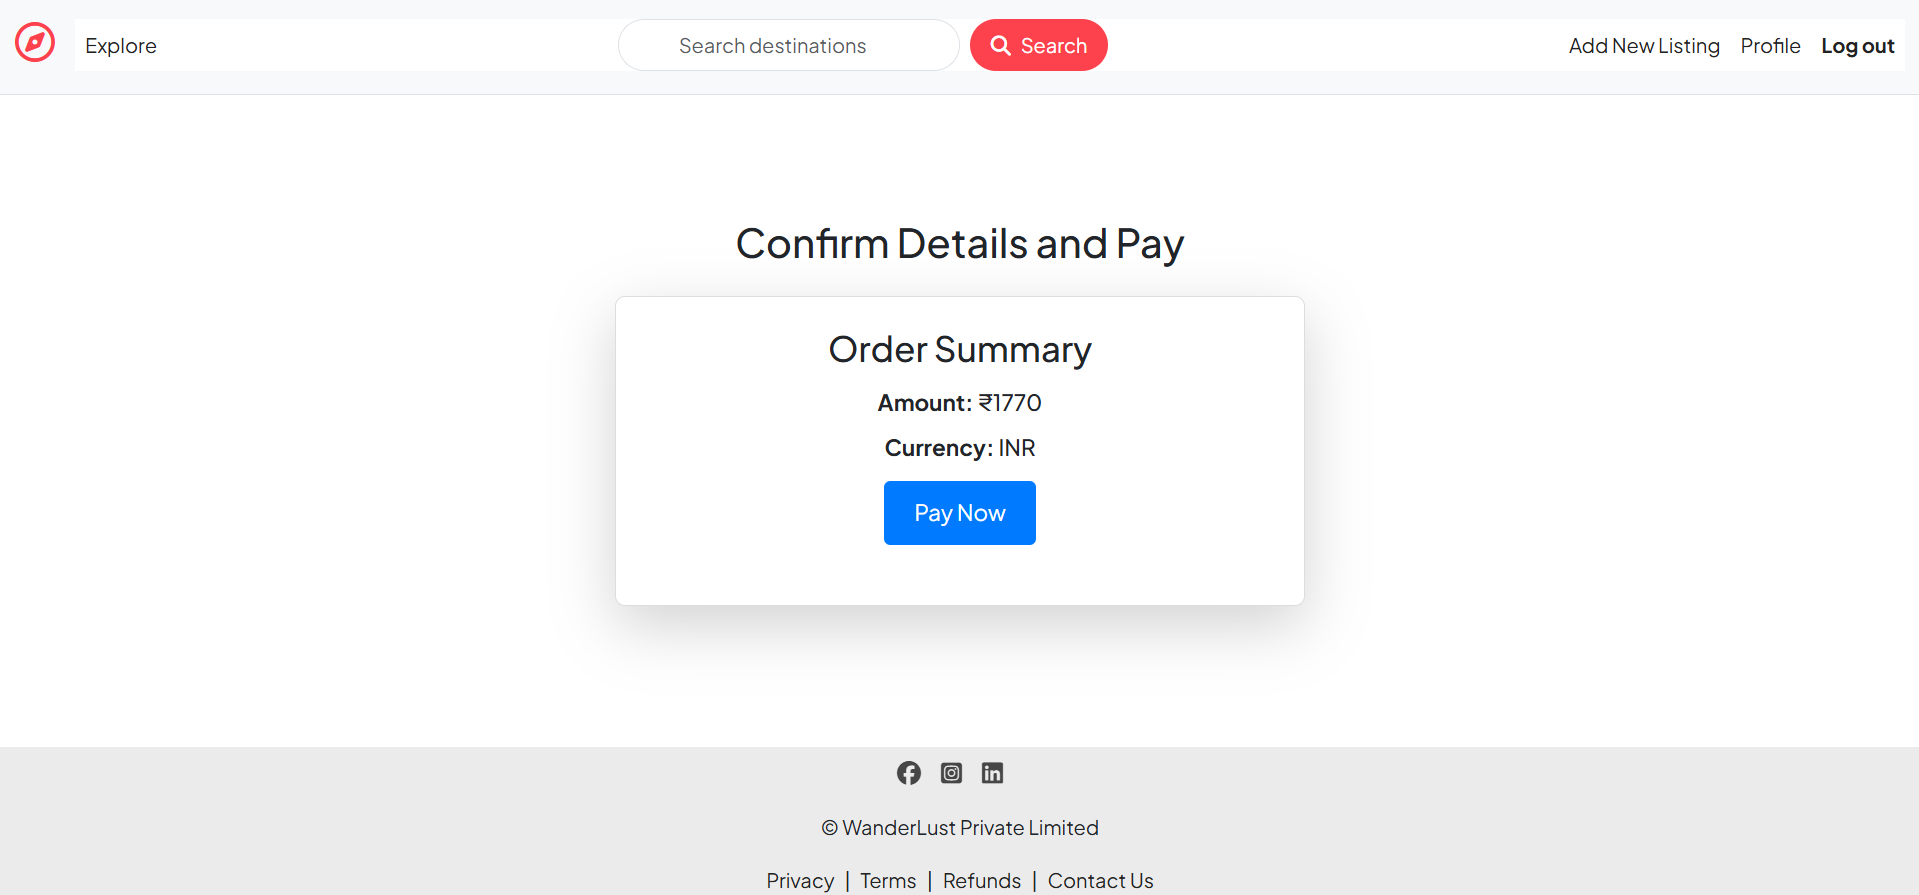 Explore
Search destinations
Search
Add New Listing
Profile
Log out
Confirm Details and Pay
Order Summary
Amount: ₹1770
Currency: INR
Pay Now
© WanderLust Private Limited
Privacy | Terms | Refunds | Contact Us